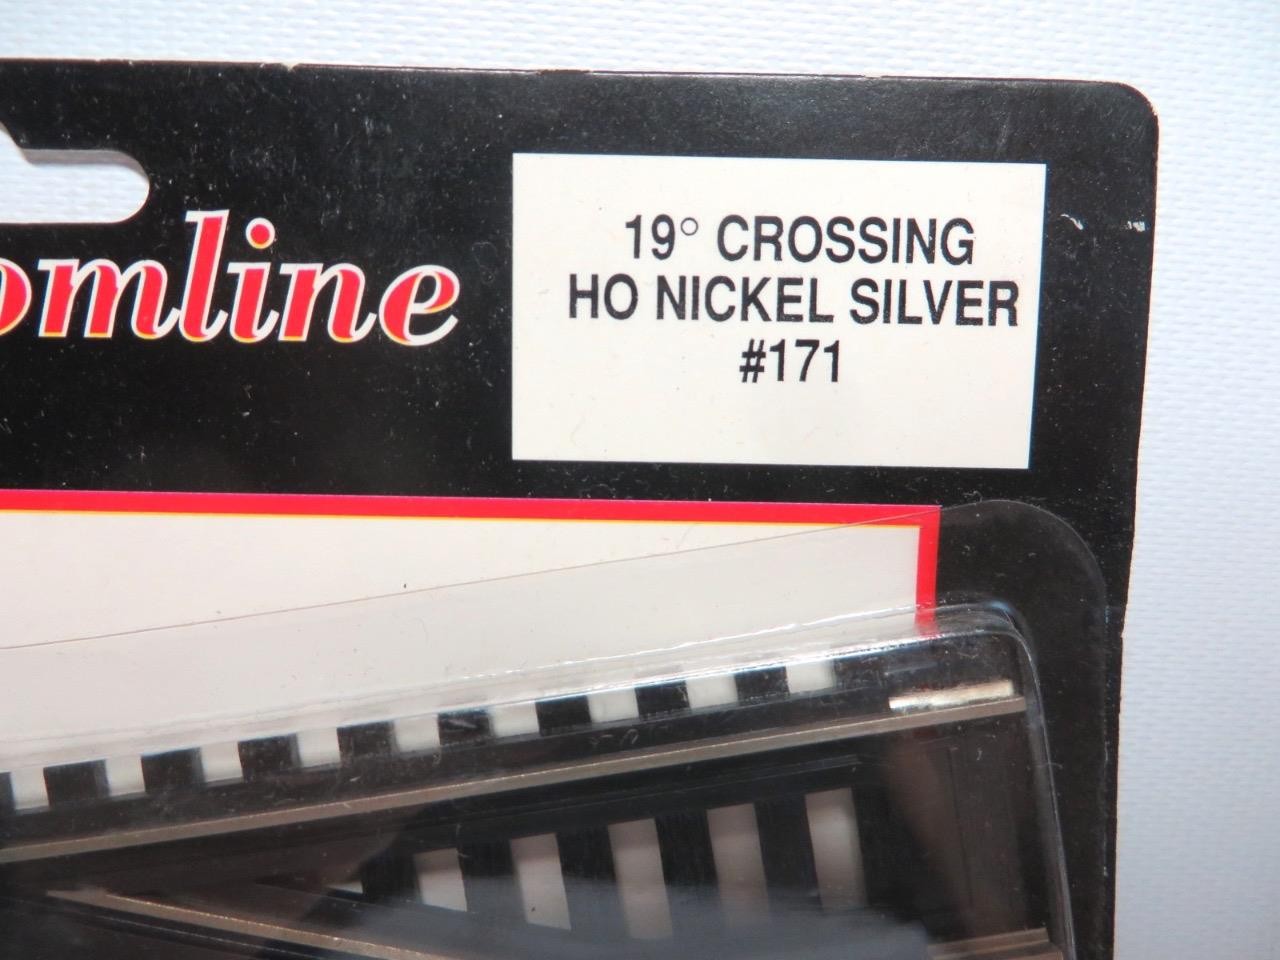 omline
19° CROSSING
HO NICKEL SILVER
#171